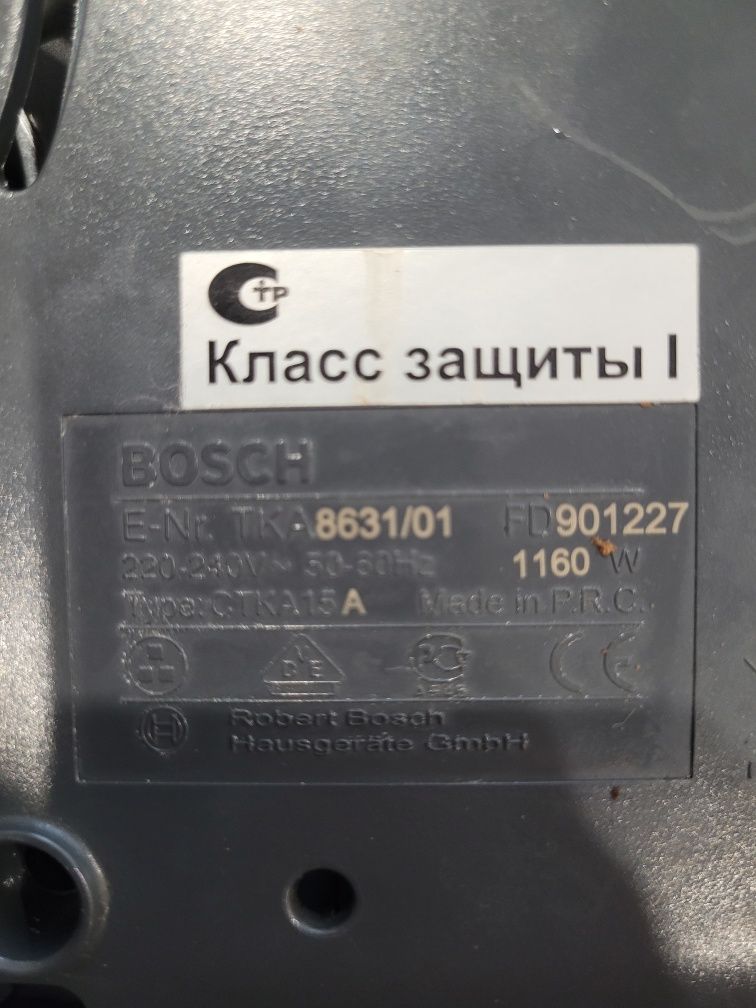 Класс защиты I
BOSCH
E-Nr. TKA8631/01 FD901227
220-240V~ 50-60Hz 1160 W
Type: CTKA15A Made in P.R.C.
Robert Bosch
Hausgeräte GmbH